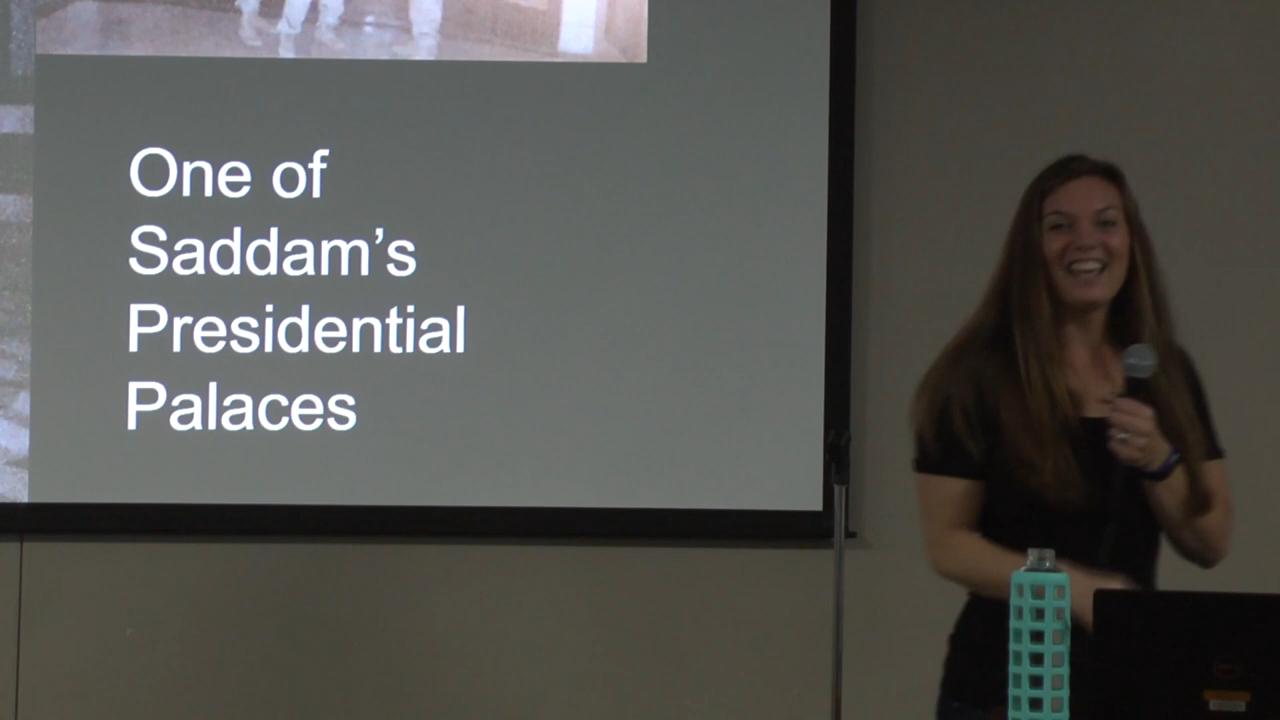 One of
Saddam’s
Presidential
Palaces